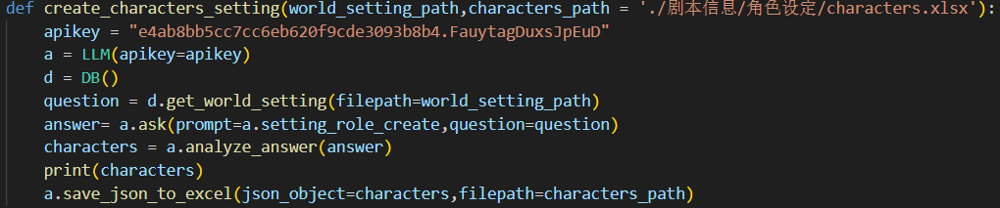 def create_characters_setting(world_setting_path,characters_path = './剧本信息/角色设定/characters.xlsx'):
    apikey = "e4ab8bb5cc7cc6eb620f9cde3093b8b4.FauytagDuxsJpEuD"
    a = LLM(apikey=apikey)
    d = DB()
    question = d.get_world_setting(filepath=world_setting_path)
    answer= a.ask(prompt=a.setting_role_create,question=question)
    characters = a.analyze_answer(answer)
    print(characters)
    a.save_json_to_excel(json_object=characters,filepath=characters_path)